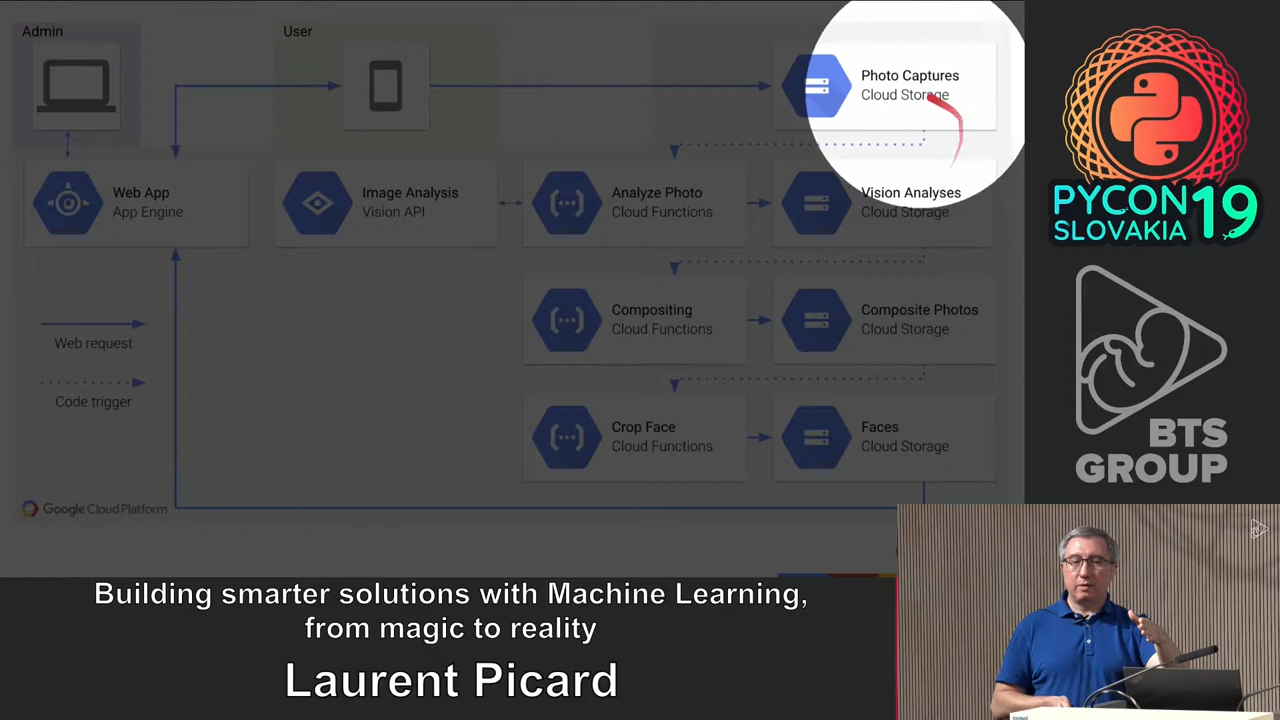 Admin
User
Photo Captures
Cloud Storage
Web App
App Engine
Image Analysis
Vision API
Analyze Photo
Cloud Functions
Vision Analyses
Cloud Storage
Compositing
Cloud Functions
Composite Photos
Cloud Storage
Web request
Code trigger
Crop Face
Cloud Functions
Faces
Cloud Storage
Google Cloud Platform
PYCON
SLOVAKIA
19
BTS
GROUP
Building smarter solutions with Machine Learning,
from magic to reality
Laurent Picard